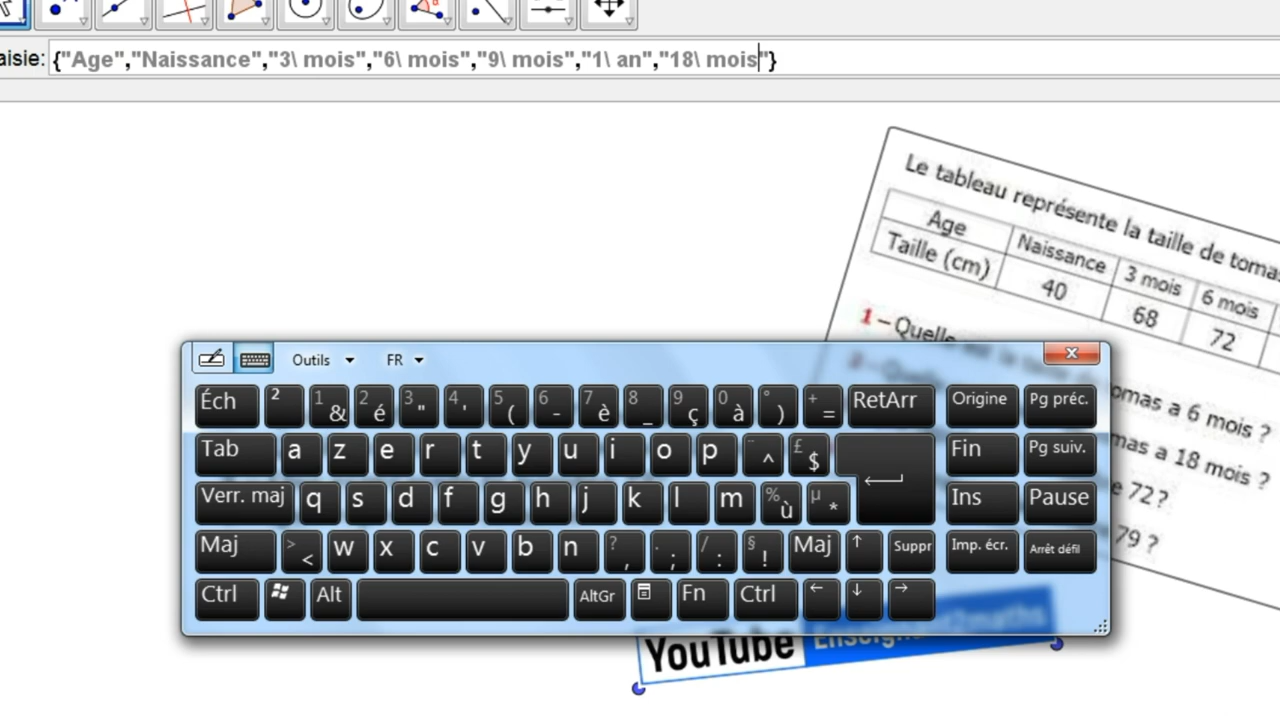 aisie: {"Age","Naissance","3\ mois","6\ mois","9\ mois","1\ an","18\ mois"}
Le tableau représente la taille de tomas
Age Naissance 3 mois 6 mois
Taille (cm) 40 68 72
1 – Quelle
tomas a 6 mois ?
mas a 18 mois ?
e 72 ?
79 ?
Outils FR
Éch ² 1 & 2 é 3 " 4 ' 5 ( 6 - 7 è 8 _ 9 ç 0 à ° ) + = RetArr Origine Pg préc.
Tab a z e r t y u i o p ¨ ^ £ $ Fin Pg suiv.
Verr. maj q s d f g h j k l m % ù µ * Ins Pause
Maj > < w x c v b n ? , . ; / : § ! Maj ↑ Suppr Imp. écr. Arrêt défil
Ctrl Alt AltGr Fn Ctrl ← ↓ →
YouTube